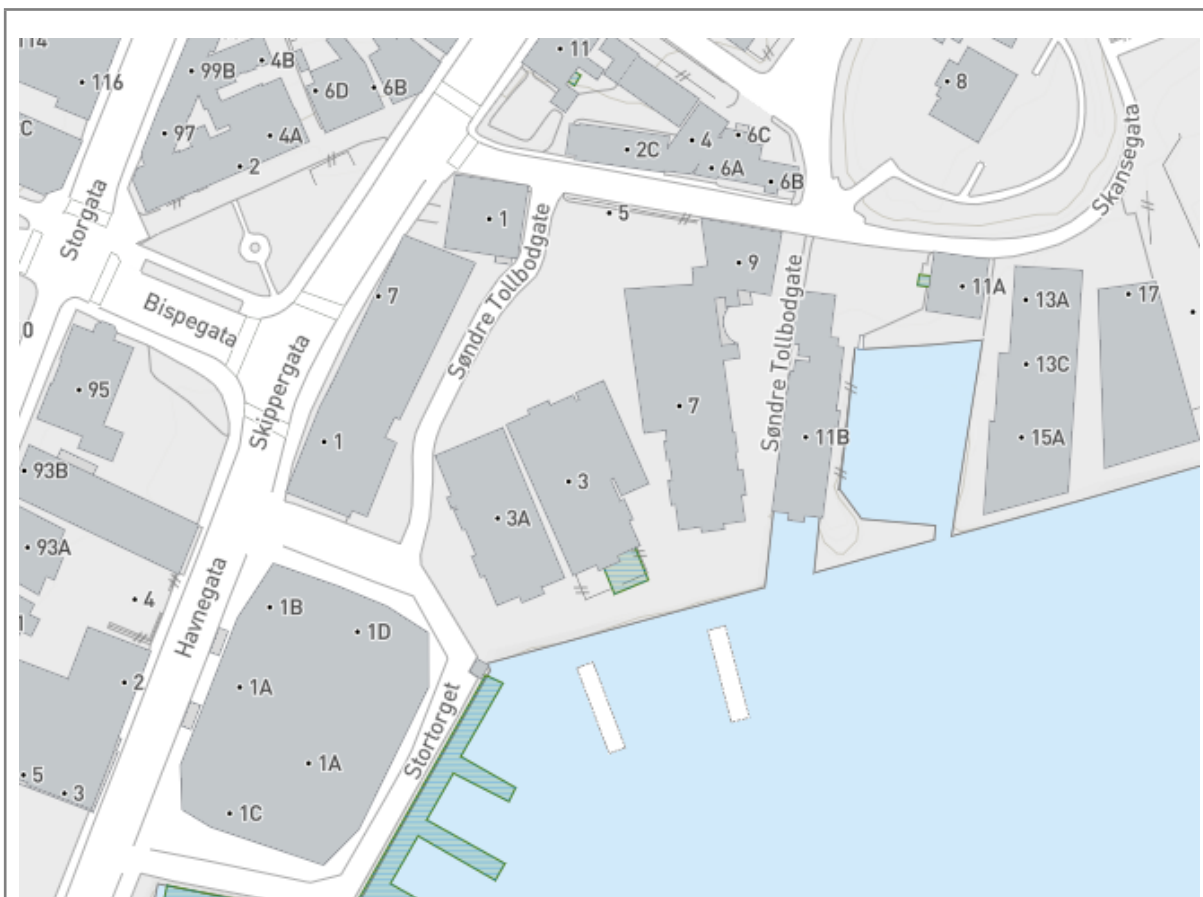 11
4B
99B
116
6D
6B
8
97
4A
4
6C
2C
2
6A
6B
Skansegata
Storgata
1
5
Søndre Tollbodgate
9
7
11A
13A
17
Bispegata
Søndre Tollbodgate
13C
95
Skippergata
7
1
11B
15A
93B
3
3A
93A
4
1B
1D
Havnegata
2
1A
Stortorget
5
3
1A
1C